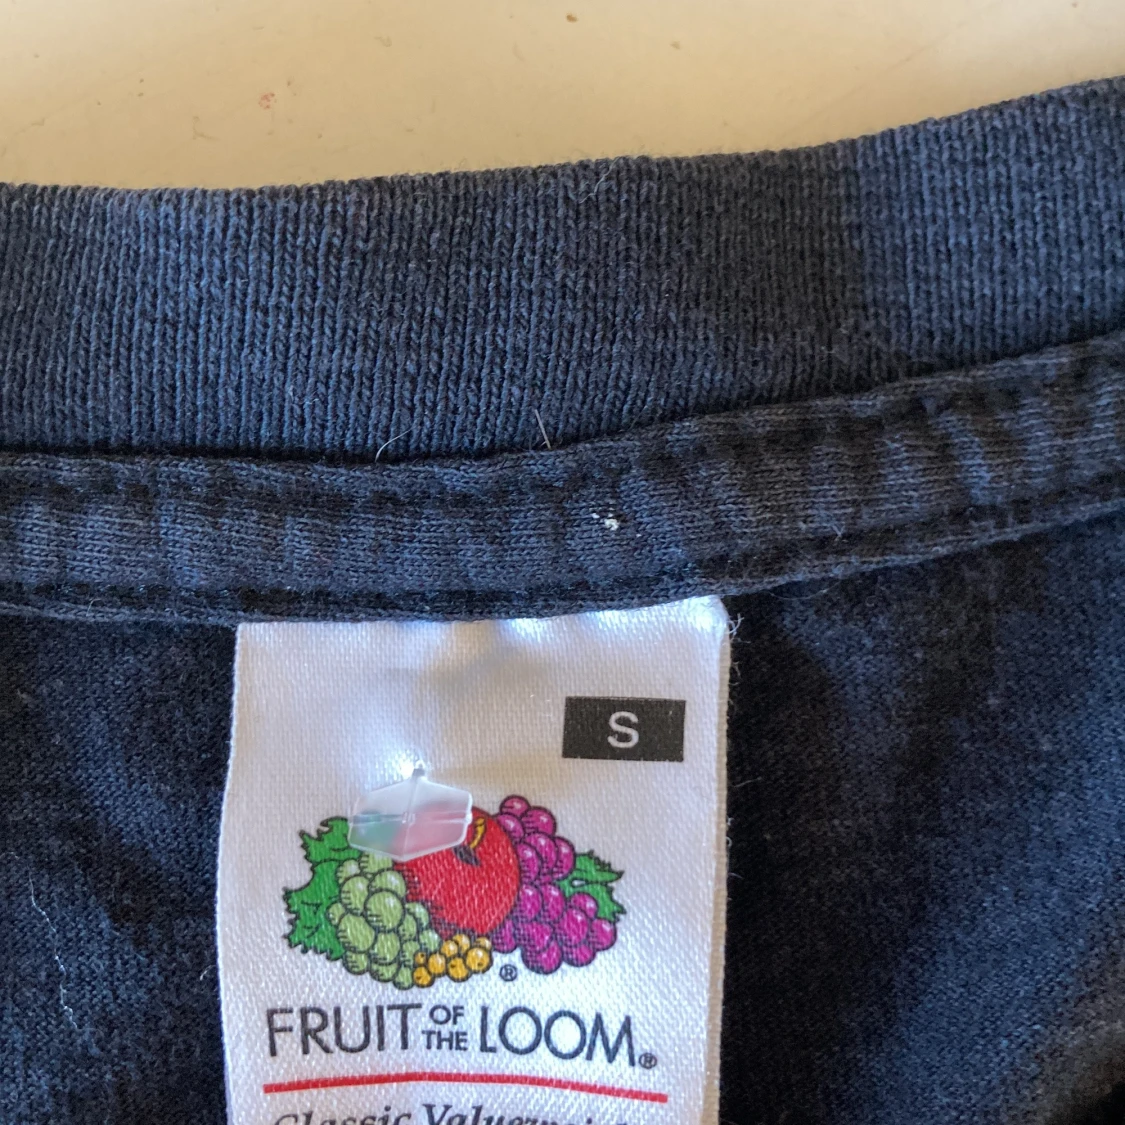 S
®
FRUIT OF THE LOOM®
Classic